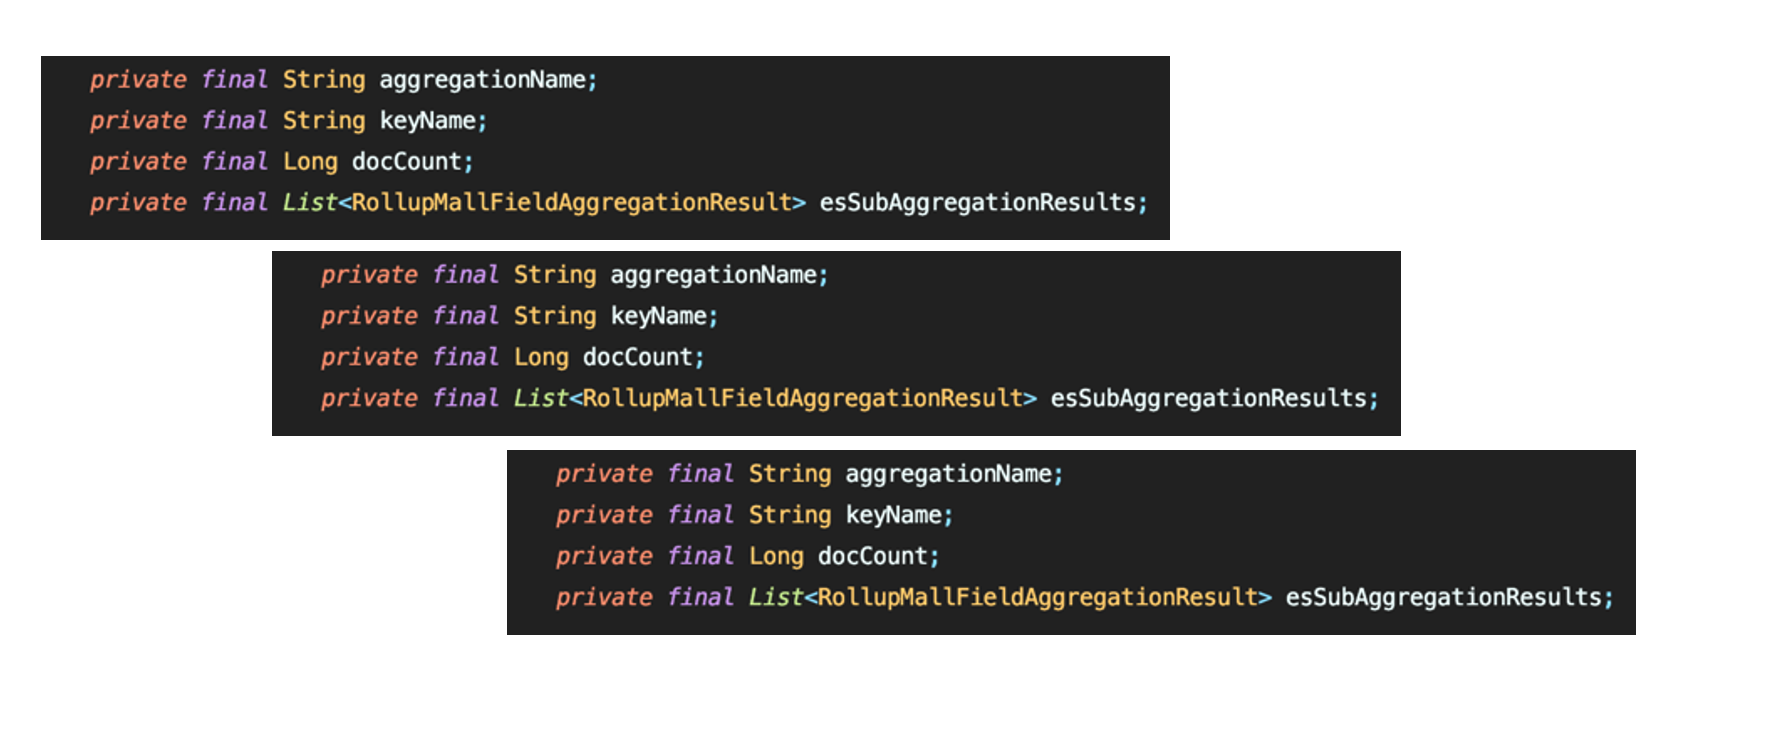 private final String aggregationName;
private final String keyName;
private final Long docCount;
private final List<RollupMallFieldAggregationResult> esSubAggregationResults;
private final String aggregationName;
private final String keyName;
private final Long docCount;
private final List<RollupMallFieldAggregationResult> esSubAggregationResults;
private final String aggregationName;
private final String keyName;
private final Long docCount;
private final List<RollupMallFieldAggregationResult> esSubAggregationResults;